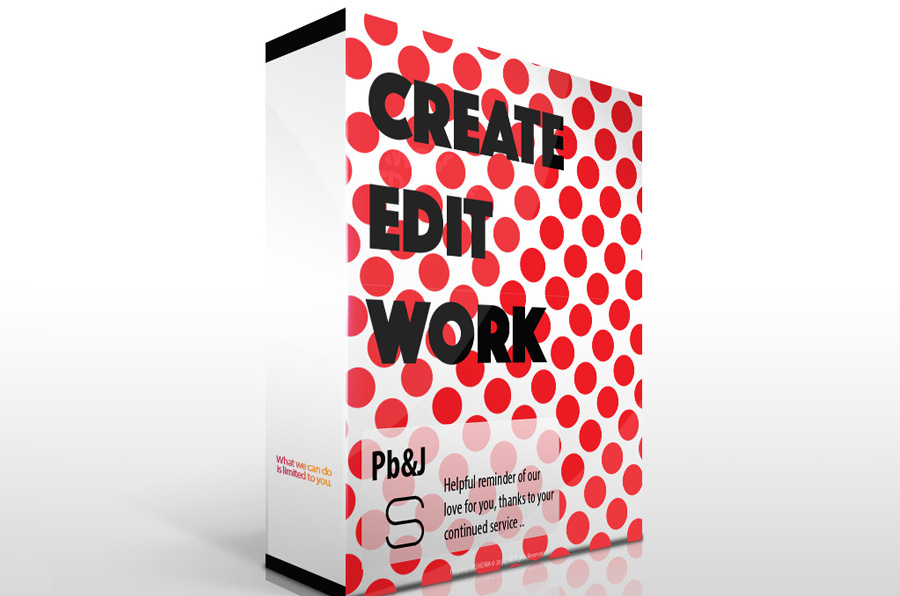 CREATE
EDIT
WORK
What we can do
is limited to you.
Pb&J
S
Helpful reminder of our
love for you, thanks to your
continued service ..